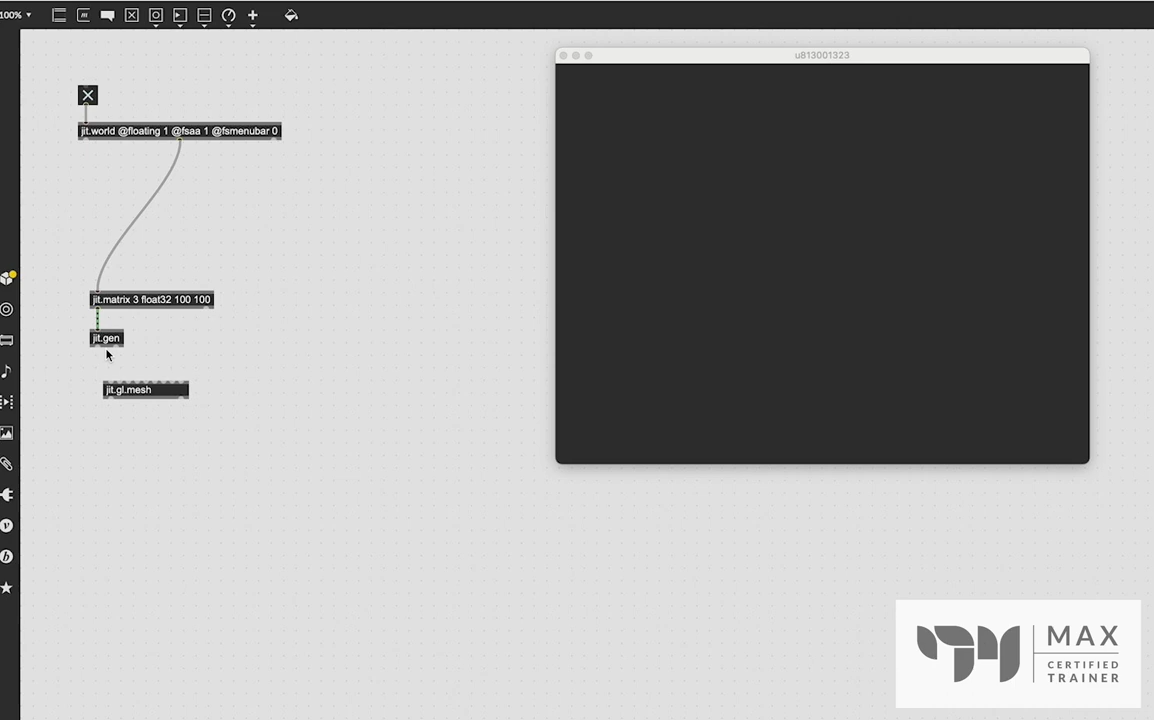 100%
u813001323
jit.world @floating 1 @fsaa 1 @fsmenubar 0
jit.matrix 3 float32 100 100
jit.gen
jit.gl.mesh
MAX
CERTIFIED
TRAINER